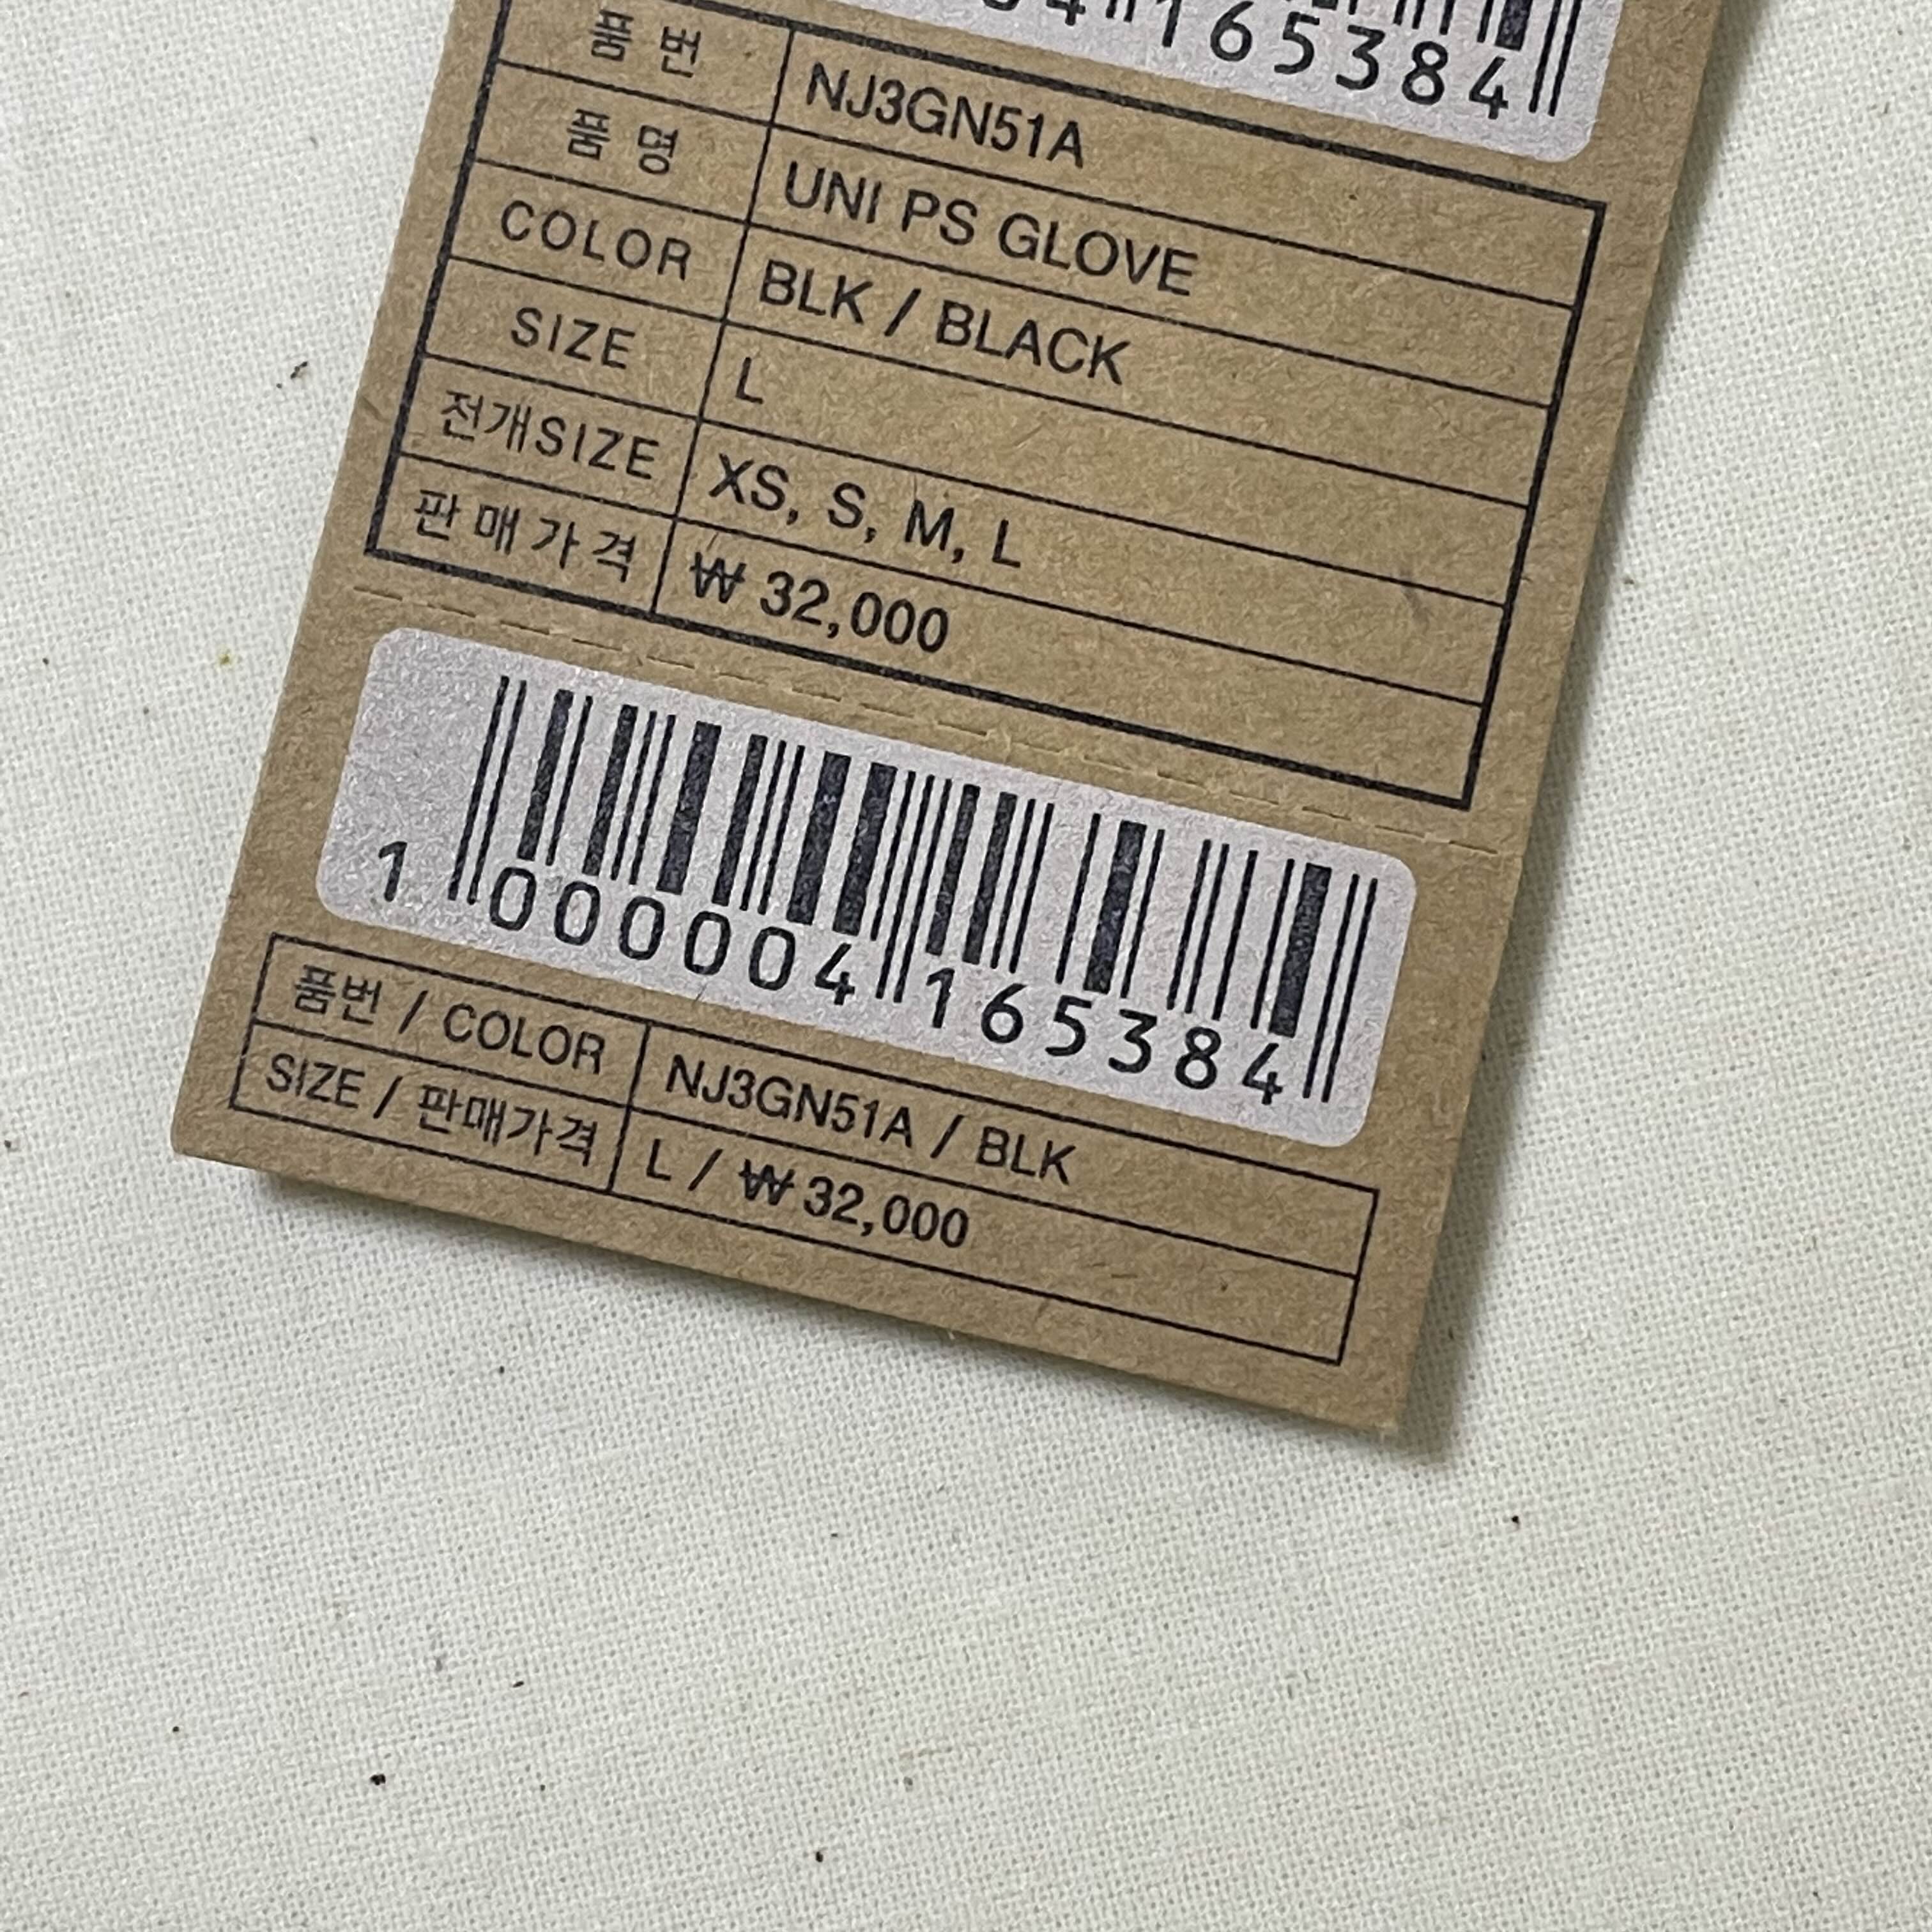 165384
품번 NJ3GN51A
품명 UNI PS GLOVE
COLOR BLK / BLACK
SIZE L
전개SIZE XS, S, M, L
판매가격 ₩ 32,000
1 000004 165384
품번 / COLOR NJ3GN51A / BLK
SIZE / 판매가격 L / ₩ 32,000